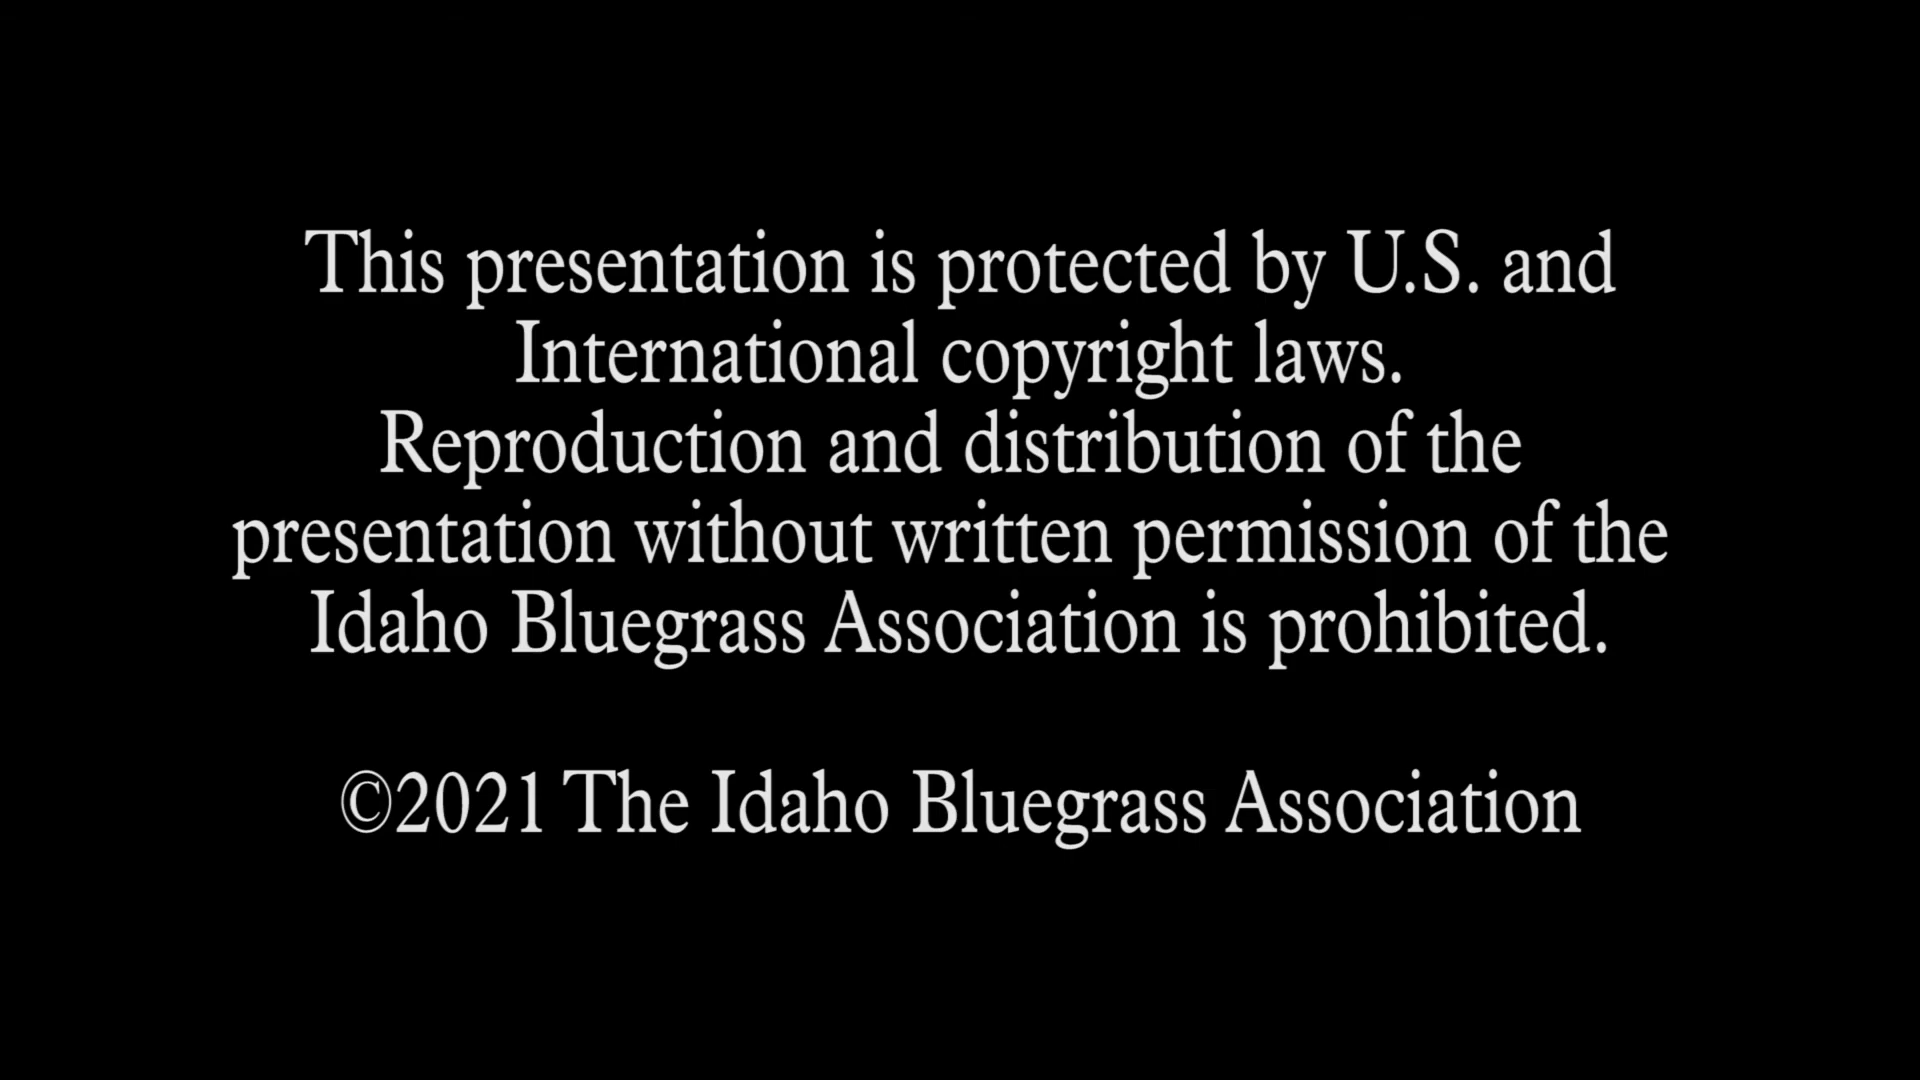 This presentation is protected by U.S. and
International copyright laws.
Reproduction and distribution of the
presentation without written permission of the
Idaho Bluegrass Association is prohibited.
©2021 The Idaho Bluegrass Association